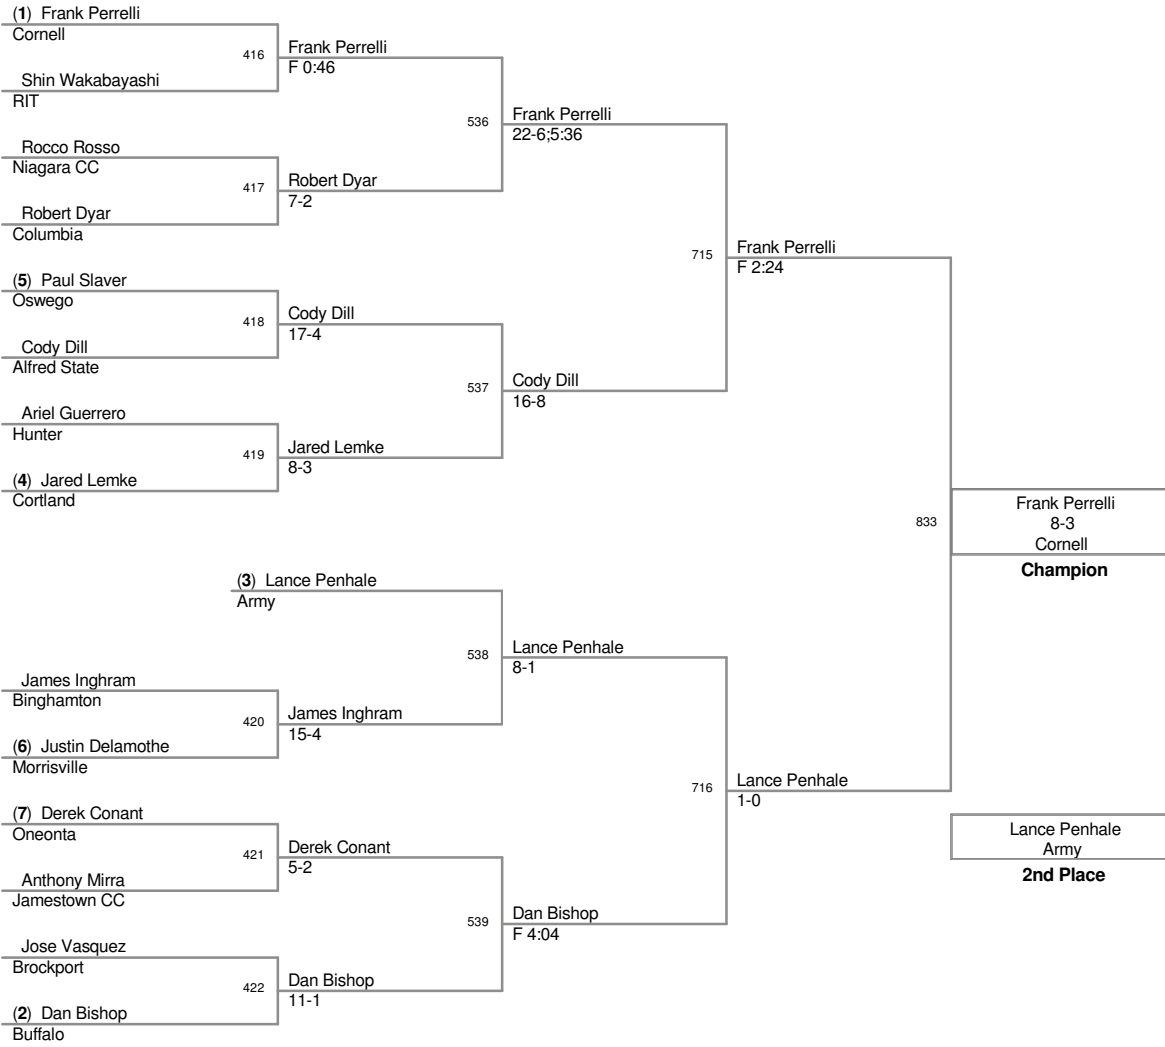 (1) Frank Perrelli
Cornell
416
Shin Wakabayashi
RIT
Frank Perrelli
F 0:46
Rocco Rosso
Niagara CC
417
Robert Dyar
Columbia
Robert Dyar
7-2
536
Frank Perrelli
22-6;5:36
(5) Paul Slaver
Oswego
418
Cody Dill
Alfred State
Cody Dill
17-4
Ariel Guerrero
Hunter
419
(4) Jared Lemke
Cortland
Jared Lemke
8-3
537
Cody Dill
16-8
715
Frank Perrelli
F 2:24
(3) Lance Penhale
Army
James Inghram
Binghamton
420
(6) Justin Delamothe
Morrisville
James Inghram
15-4
538
Lance Penhale
8-1
(7) Derek Conant
Oneonta
421
Anthony Mirra
Jamestown CC
Derek Conant
5-2
Jose Vasquez
Brockport
422
(2) Dan Bishop
Buffalo
Dan Bishop
11-1
539
Dan Bishop
F 4:04
716
Lance Penhale
1-0
833
Frank Perrelli
8-3
Cornell
Champion
Lance Penhale
Army
2nd Place